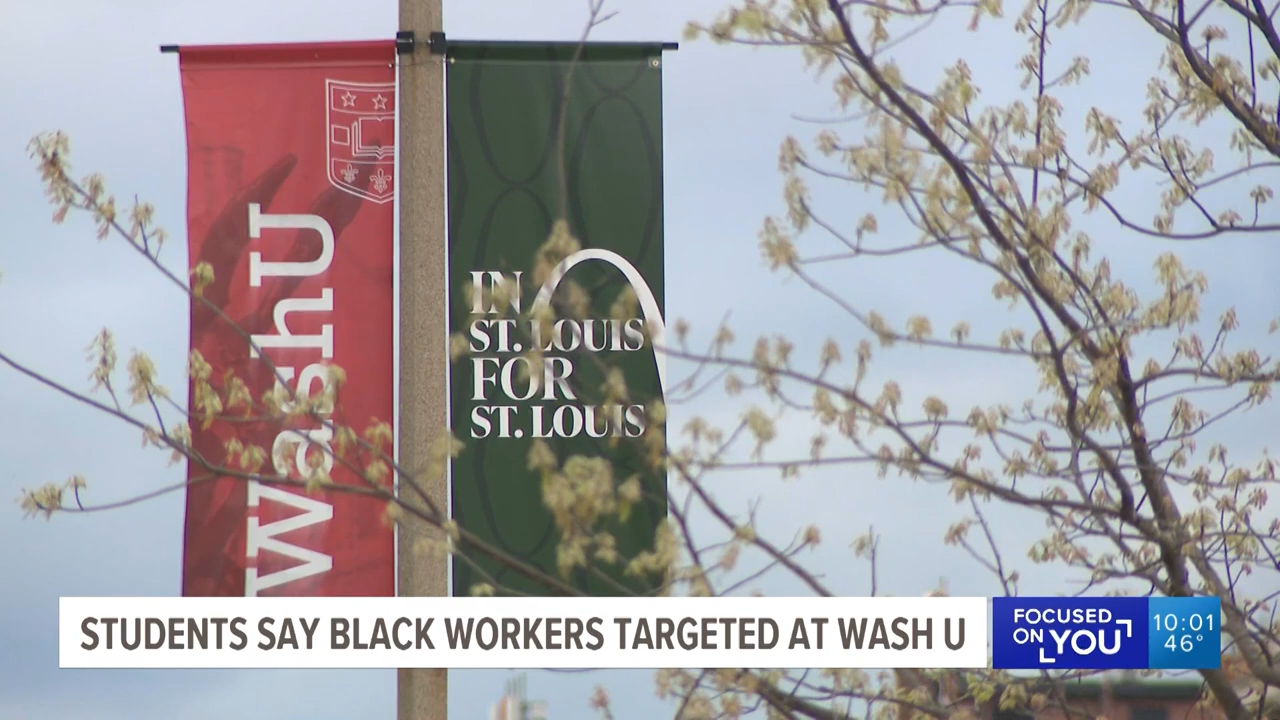 WashU
IN
ST. LOUIS
FOR
ST. LOUIS
STUDENTS SAY BLACK WORKERS TARGETED AT WASH U
FOCUSED
ON YOU
10:01
46°